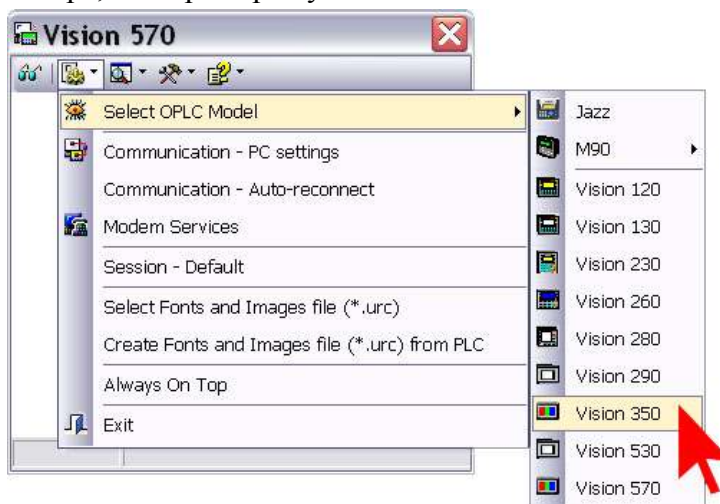 Vision 570
Select OPLC Model
Communication - PC settings
Communication - Auto-reconnect
Modem Services
Session - Default
Select Fonts and Images file (*.urc)
Create Fonts and Images file (*.urc) from PLC
Always On Top
Exit
Jazz
M90
Vision 120
Vision 130
Vision 230
Vision 260
Vision 280
Vision 290
Vision 350
Vision 530
Vision 570